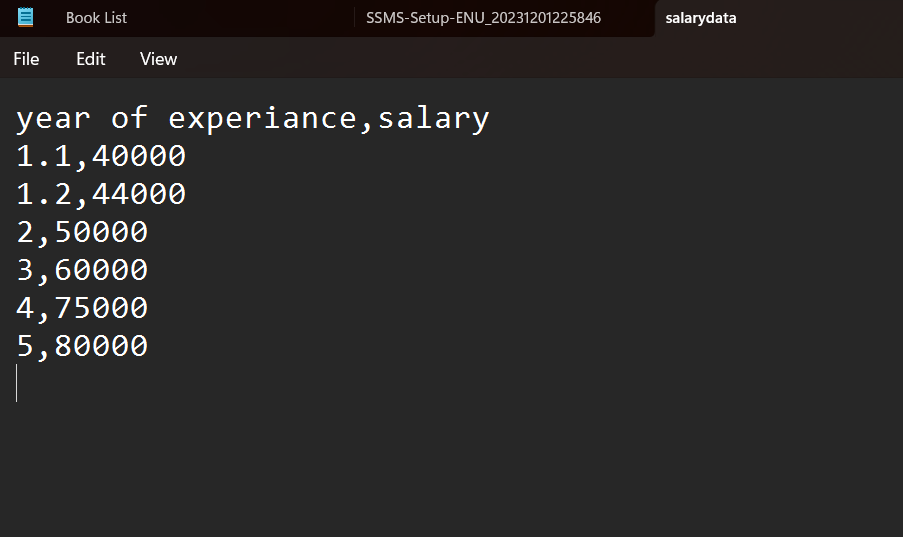 Book List
SSMS-Setup-ENU_20231201225846
salarydata
File
Edit
View
year of experiance,salary
1.1,40000
1.2,44000
2,50000
3,60000
4,75000
5,80000